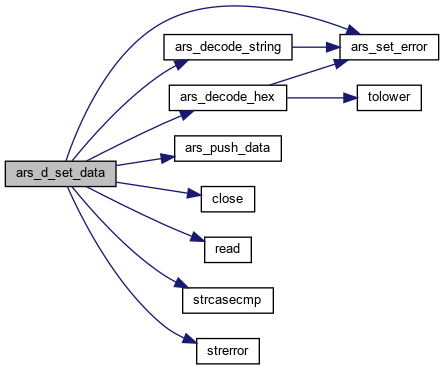 ars_d_set_data
ars_decode_string
ars_set_error
ars_decode_hex
tolower
ars_push_data
close
read
strcasecmp
strerror